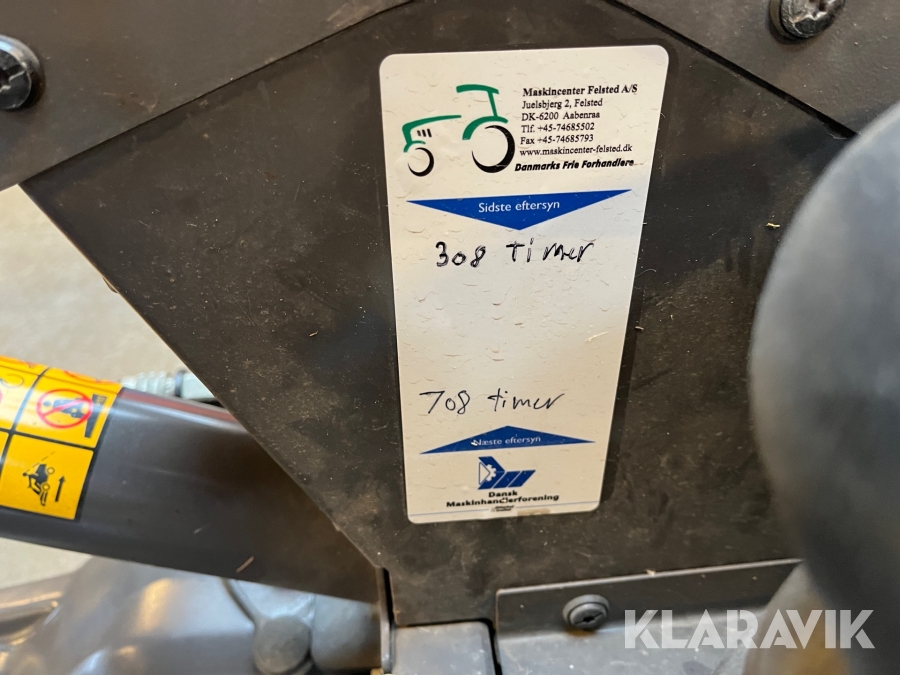 Maskincenter Felsted A/S
Juelsbjerg 2, Felsted
DK-6200 Aabenraa
Tlf. +45-74685502
Fax +45-74685793
www.maskincenter-felsted.dk
Danmarks Frie Forhandlere
Sidste eftersyn
308 Timer
708 timer
Næste eftersyn
Dansk
Maskinhandlerforening
KLARAVIK